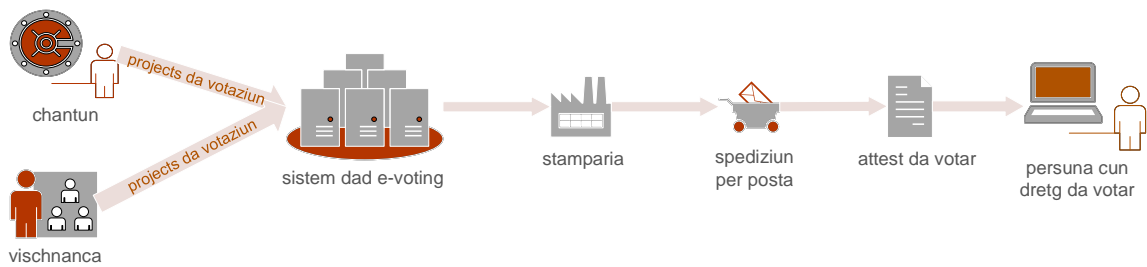 projects da votaziun
chantun
projects da votaziun
vischnanca
sistem dad e-voting
stamparia
spediziun
per posta
attest da votar
persuna cun
dretg da votar